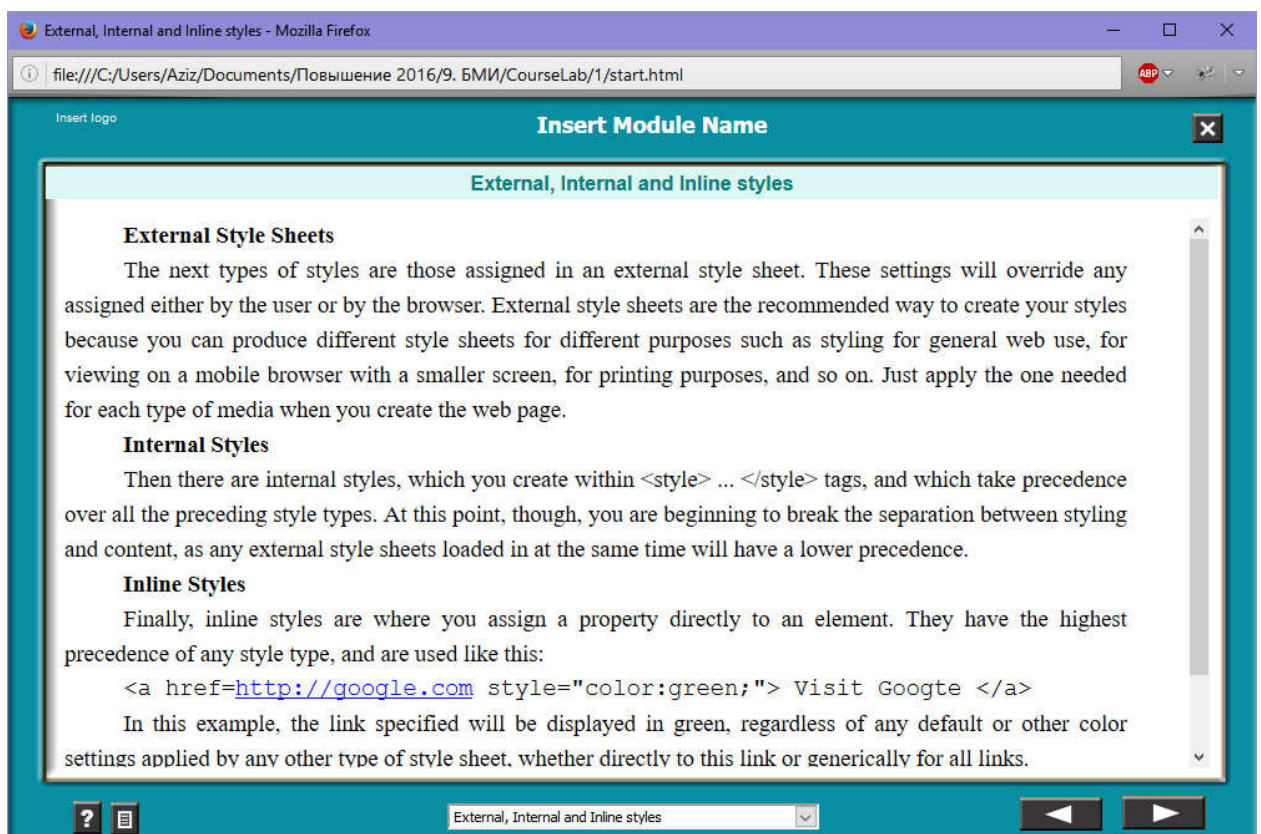 External, Internal and Inline styles - Mozilla Firefox
file:///C:/Users/Aziz/Documents/Повышение 2016/9. БМИ/CourseLab/1/start.html
ABP
Insert logo
Insert Module Name
External, Internal and Inline styles
External Style Sheets
The next types of styles are those assigned in an external style sheet. These settings will override any
assigned either by the user or by the browser. External style sheets are the recommended way to create your styles
because you can produce different style sheets for different purposes such as styling for general web use, for
viewing on a mobile browser with a smaller screen, for printing purposes, and so on. Just apply the one needed
for each type of media when you create the web page.
Internal Styles
Then there are internal styles, which you create within <style> ... </style> tags, and which take precedence
over all the preceding style types. At this point, though, you are beginning to break the separation between styling
and content, as any external style sheets loaded in at the same time will have a lower precedence.
Inline Styles
Finally, inline styles are where you assign a property directly to an element. They have the highest
precedence of any style type, and are used like this:
<a href=http://google.com style="color:green;"> Visit Googte </a>
In this example, the link specified will be displayed in green, regardless of any default or other color
settings applied by any other type of style sheet, whether directly to this link or generically for all links.
?
External, Internal and Inline styles